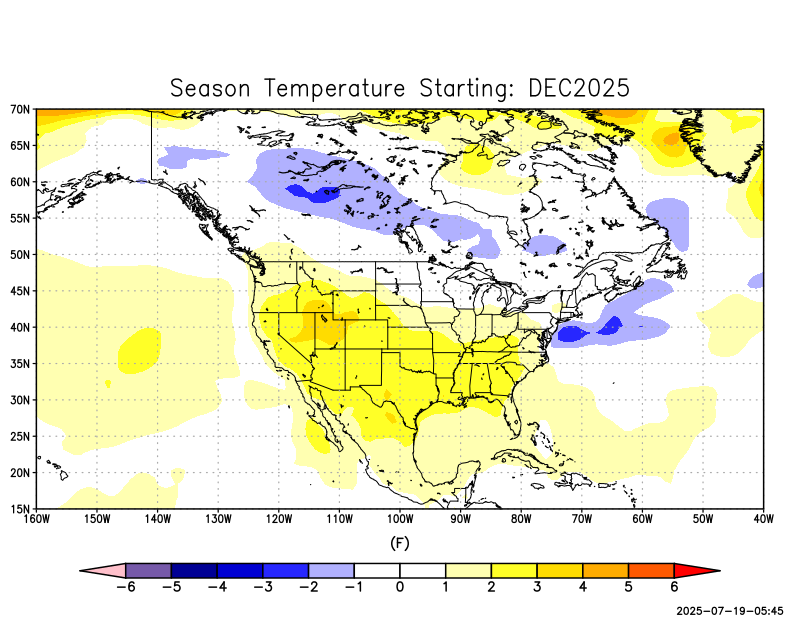 Season Temperature Starting: DEC2025
70N
65N
60N
55N
50N
45N
40N
35N
30N
25N
20N
15N
160W 150W 140W 130W 120W 110W 100W 90W 80W 70W 60W 50W 40W
(F)
−6 −5 −4 −3 −2 −1 0 1 2 3 4 5 6
2025-07-19-05:45